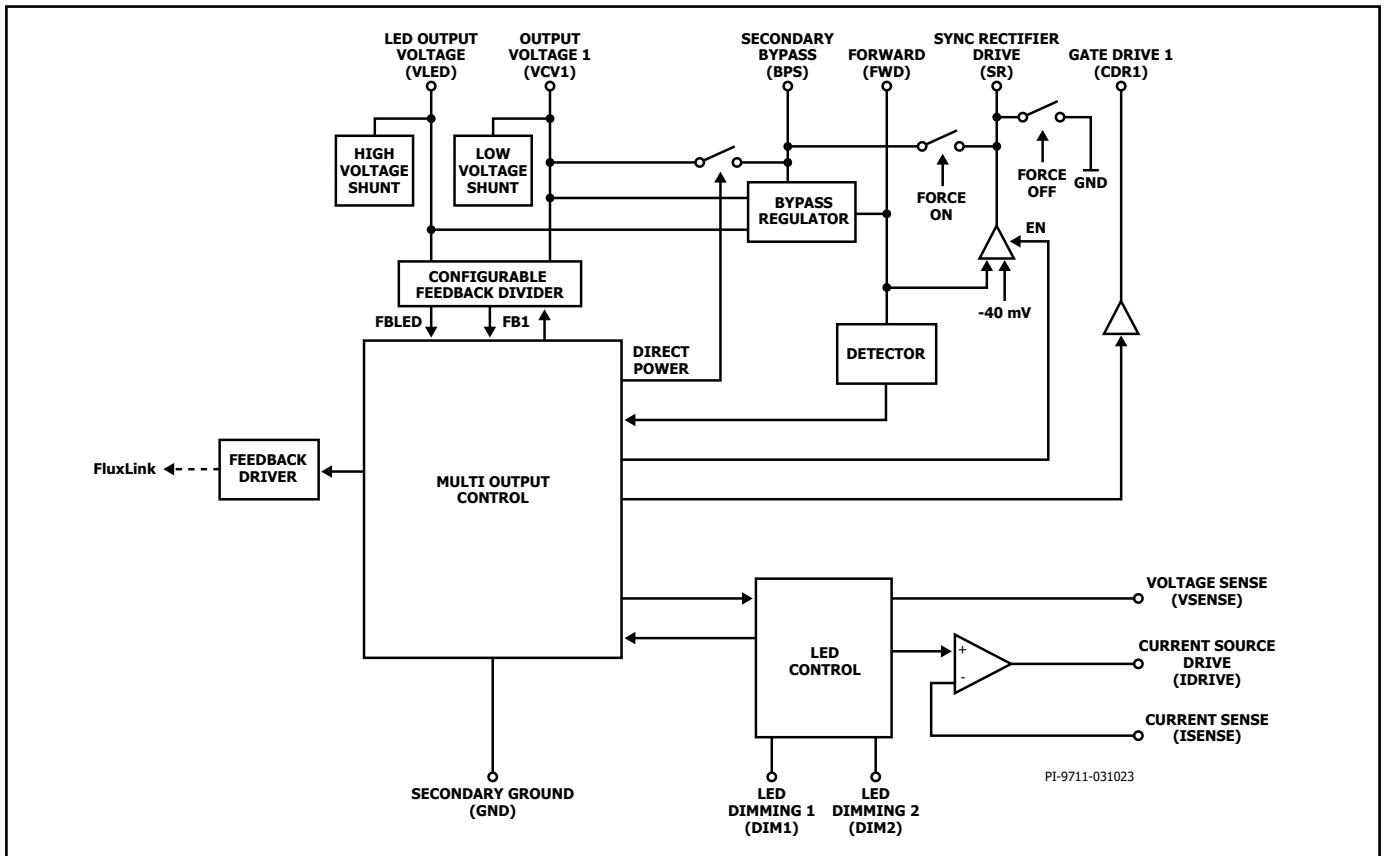 LED OUTPUT
VOLTAGE
(VLED)
OUTPUT
VOLTAGE 1
(VCV1)
SECONDARY
BYPASS
(BPS)
FORWARD
(FWD)
SYNC RECTIFIER
DRIVE
(SR)
GATE DRIVE 1
(CDR1)
HIGH
VOLTAGE
SHUNT
LOW
VOLTAGE
SHUNT
BYPASS
REGULATOR
FORCE
ON
FORCE
OFF
GND
EN
-40 mV
CONFIGURABLE
FEEDBACK DIVIDER
FBLED
FB1
DIRECT
POWER
DETECTOR
FluxLink
FEEDBACK
DRIVER
MULTI OUTPUT
CONTROL
LED
CONTROL
+
-
VOLTAGE SENSE
(VSENSE)
CURRENT SOURCE
DRIVE
(IDRIVE)
CURRENT SENSE
(ISENSE)
SECONDARY GROUND
(GND)
LED
DIMMING 1
(DIM1)
LED
DIMMING 2
(DIM2)
PI-9711-031023